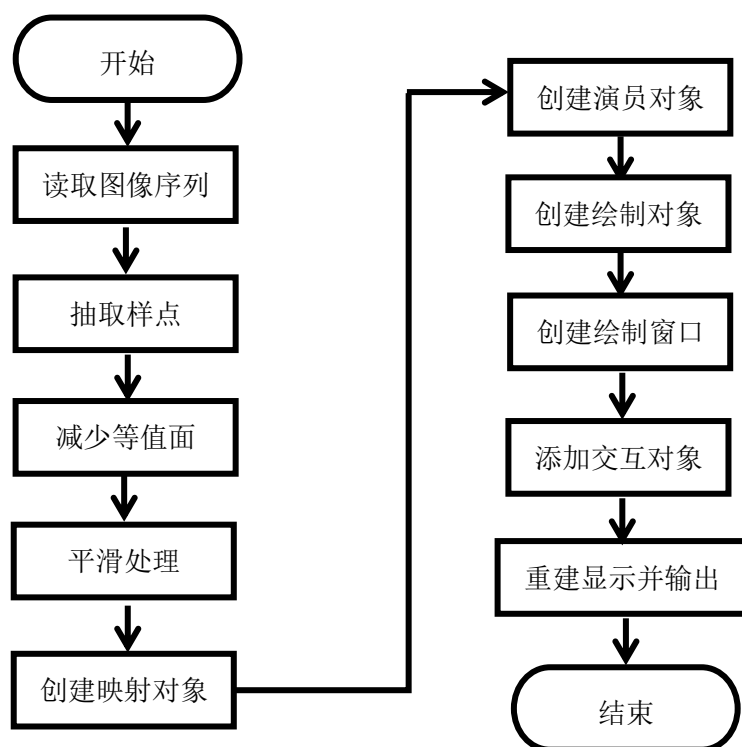 开始
读取图像序列
抽取样点
减少等值面
平滑处理
创建映射对象
创建演员对象
创建绘制对象
创建绘制窗口
添加交互对象
重建显示并输出
结束